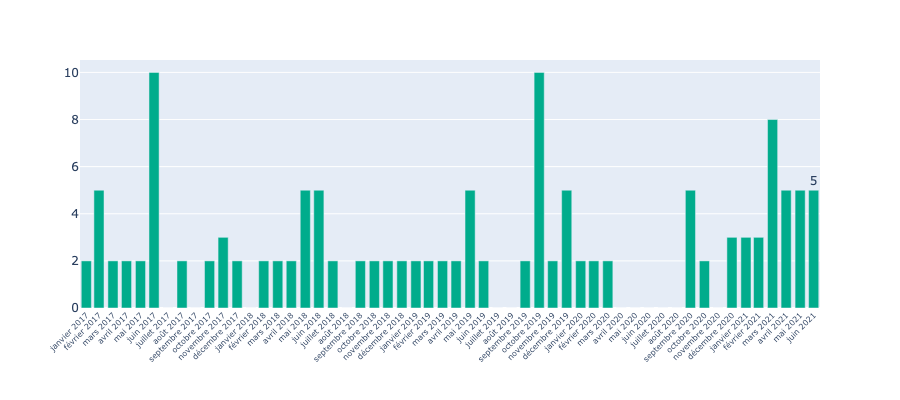 10
8
6
5
4
2
0
janvier 2017
février 2017
mars 2017
avril 2017
mai 2017
juin 2017
juillet 2017
août 2017
septembre 2017
octobre 2017
novembre 2017
décembre 2017
janvier 2018
février 2018
mars 2018
avril 2018
mai 2018
juin 2018
juillet 2018
août 2018
septembre 2018
octobre 2018
novembre 2018
décembre 2018
janvier 2019
février 2019
mars 2019
avril 2019
mai 2019
juin 2019
juillet 2019
août 2019
septembre 2019
octobre 2019
novembre 2019
décembre 2019
janvier 2020
février 2020
mars 2020
avril 2020
mai 2020
juin 2020
juillet 2020
août 2020
septembre 2020
octobre 2020
novembre 2020
décembre 2020
janvier 2021
février 2021
mars 2021
avril 2021
mai 2021
juin 2021